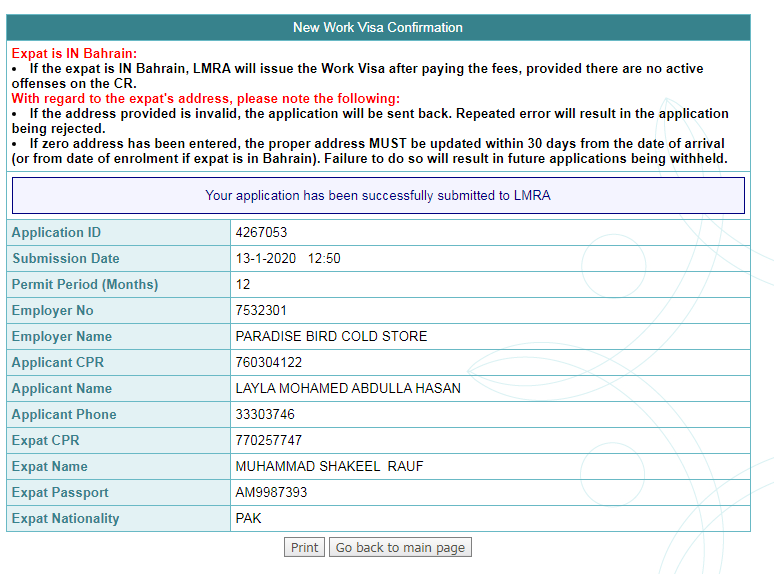 New Work Visa Confirmation
Expat is IN Bahrain:
• If the expat is IN Bahrain, LMRA will issue the Work Visa after paying the fees, provided there are no active
offenses on the CR.
With regard to the expat's address, please note the following:
• If the address provided is invalid, the application will be sent back. Repeated error will result in the application
being rejected.
• If zero address has been entered, the proper address MUST be updated within 30 days from the date of arrival
(or from date of enrolment if expat is in Bahrain). Failure to do so will result in future applications being withheld.
Your application has been successfully submitted to LMRA
Application ID 4267053
Submission Date 13-1-2020 12:50
Permit Period (Months) 12
Employer No 7532301
Employer Name PARADISE BIRD COLD STORE
Applicant CPR 760304122
Applicant Name LAYLA MOHAMED ABDULLA HASAN
Applicant Phone 33303746
Expat CPR 770257747
Expat Name MUHAMMAD SHAKEEL RAUF
Expat Passport AM9987393
Expat Nationality PAK
Print Go back to main page